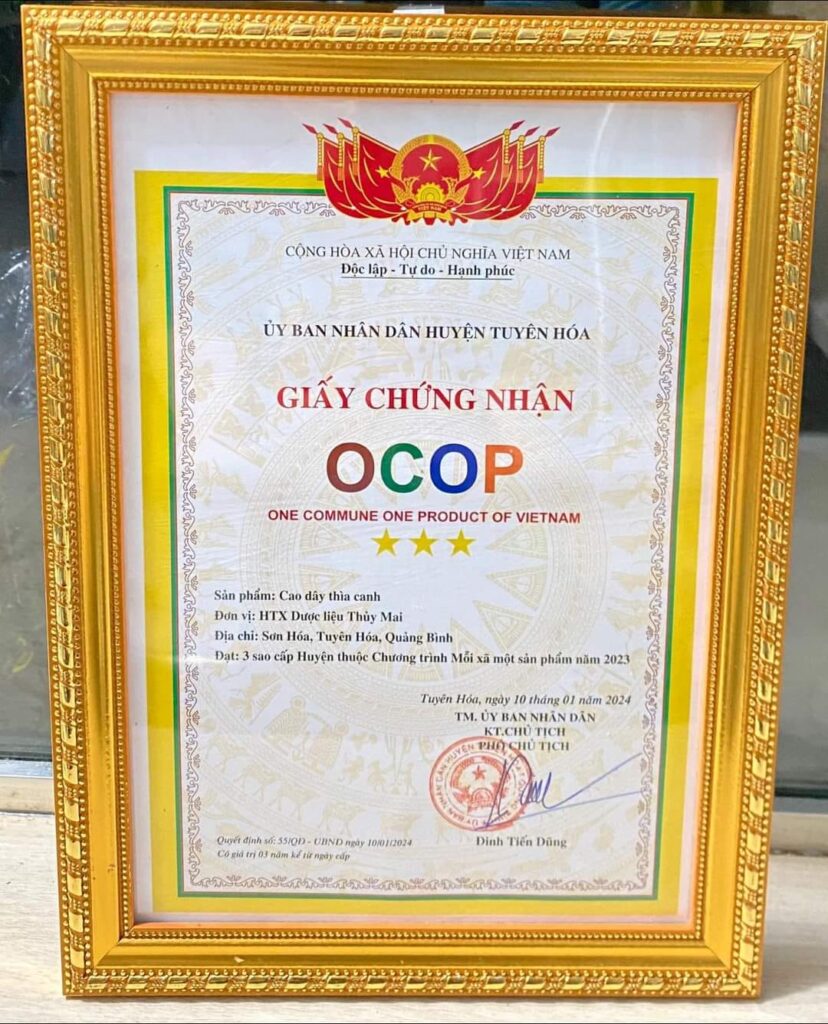 VIỆT NAM
CỘNG HÒA XÃ HỘI CHỦ NGHĨA VIỆT NAM
Độc lập - Tự do - Hạnh phúc
ỦY BAN NHÂN DÂN HUYỆN TUYÊN HÓA
GIẤY CHỨNG NHẬN
OCOP
ONE COMMUNE ONE PRODUCT OF VIETNAM
Sản phẩm: Cao dây thìa canh
Đơn vị: HTX Dược liệu Thủy Mai
Địa chỉ: Sơn Hóa, Tuyên Hóa, Quảng Bình
Đạt: 3 sao cấp Huyện thuộc Chương trình Mỗi xã một sản phẩm năm 2023
Tuyên Hóa, ngày 10 tháng 01 năm 2024
TM. ỦY BAN NHÂN DÂN
KT.CHỦ TỊCH
PHÓ CHỦ TỊCH
Quyết định số: 55/QĐ - UBND ngày 10/01/2024
Có giá trị 03 năm kể từ ngày cấp
Đinh Tiến Dũng